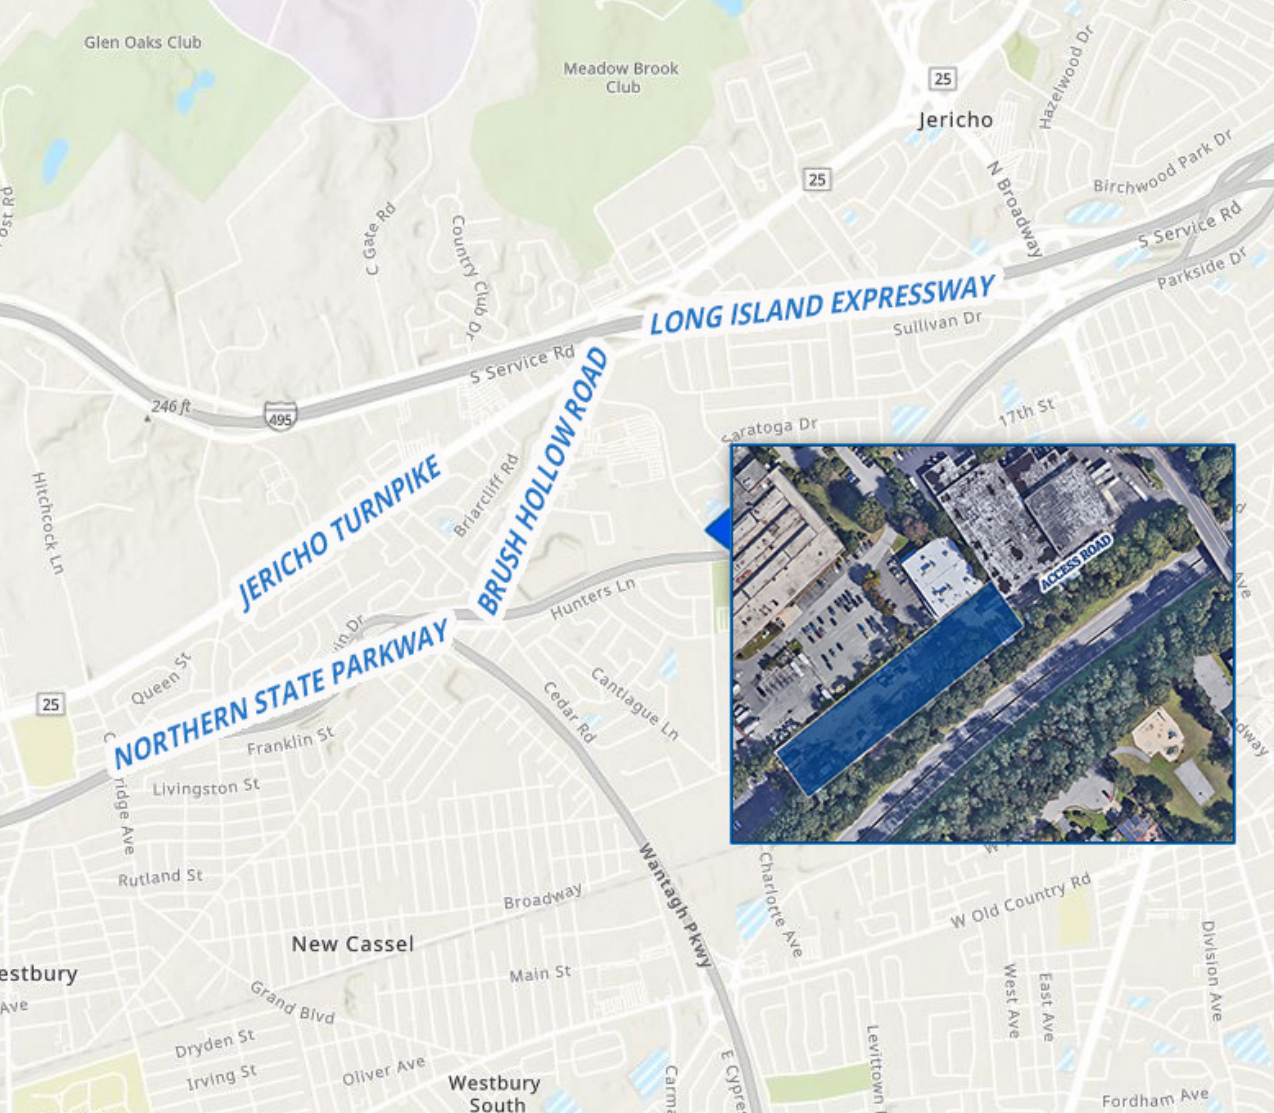 Glen Oaks Club
Meadow Brook
Club
25
Jericho
Hazelwood Dr
25
N Broadway
Birchwood Park Dr
S Service Rd
Parkside Dr
C Gate Rd
Country Club Dr
LONG ISLAND EXPRESSWAY
Sullivan Dr
S Service Rd
246 ft
495
17th St
Saratoga Dr
Hitchcock Ln
JERICHO TURNPIKE
Briarcliff Rd
BRUSH HOLLOW ROAD
ACCESS ROAD
Hunters Ln
NORTHERN STATE PARKWAY
Queen St
25
Cantiague Ln
Cedar Rd
Franklin St
Livingston St
Rutland St
Wantagh Pkwy
Charlotte Ave
Broadway
W Old Country Rd
New Cassel
estbury
Ave
Main St
Grand Blvd
West Ave
East Ave
Division Ave
Dryden St
Irving St
Oliver Ave
Westbury
South
Levittown
Fordham Ave